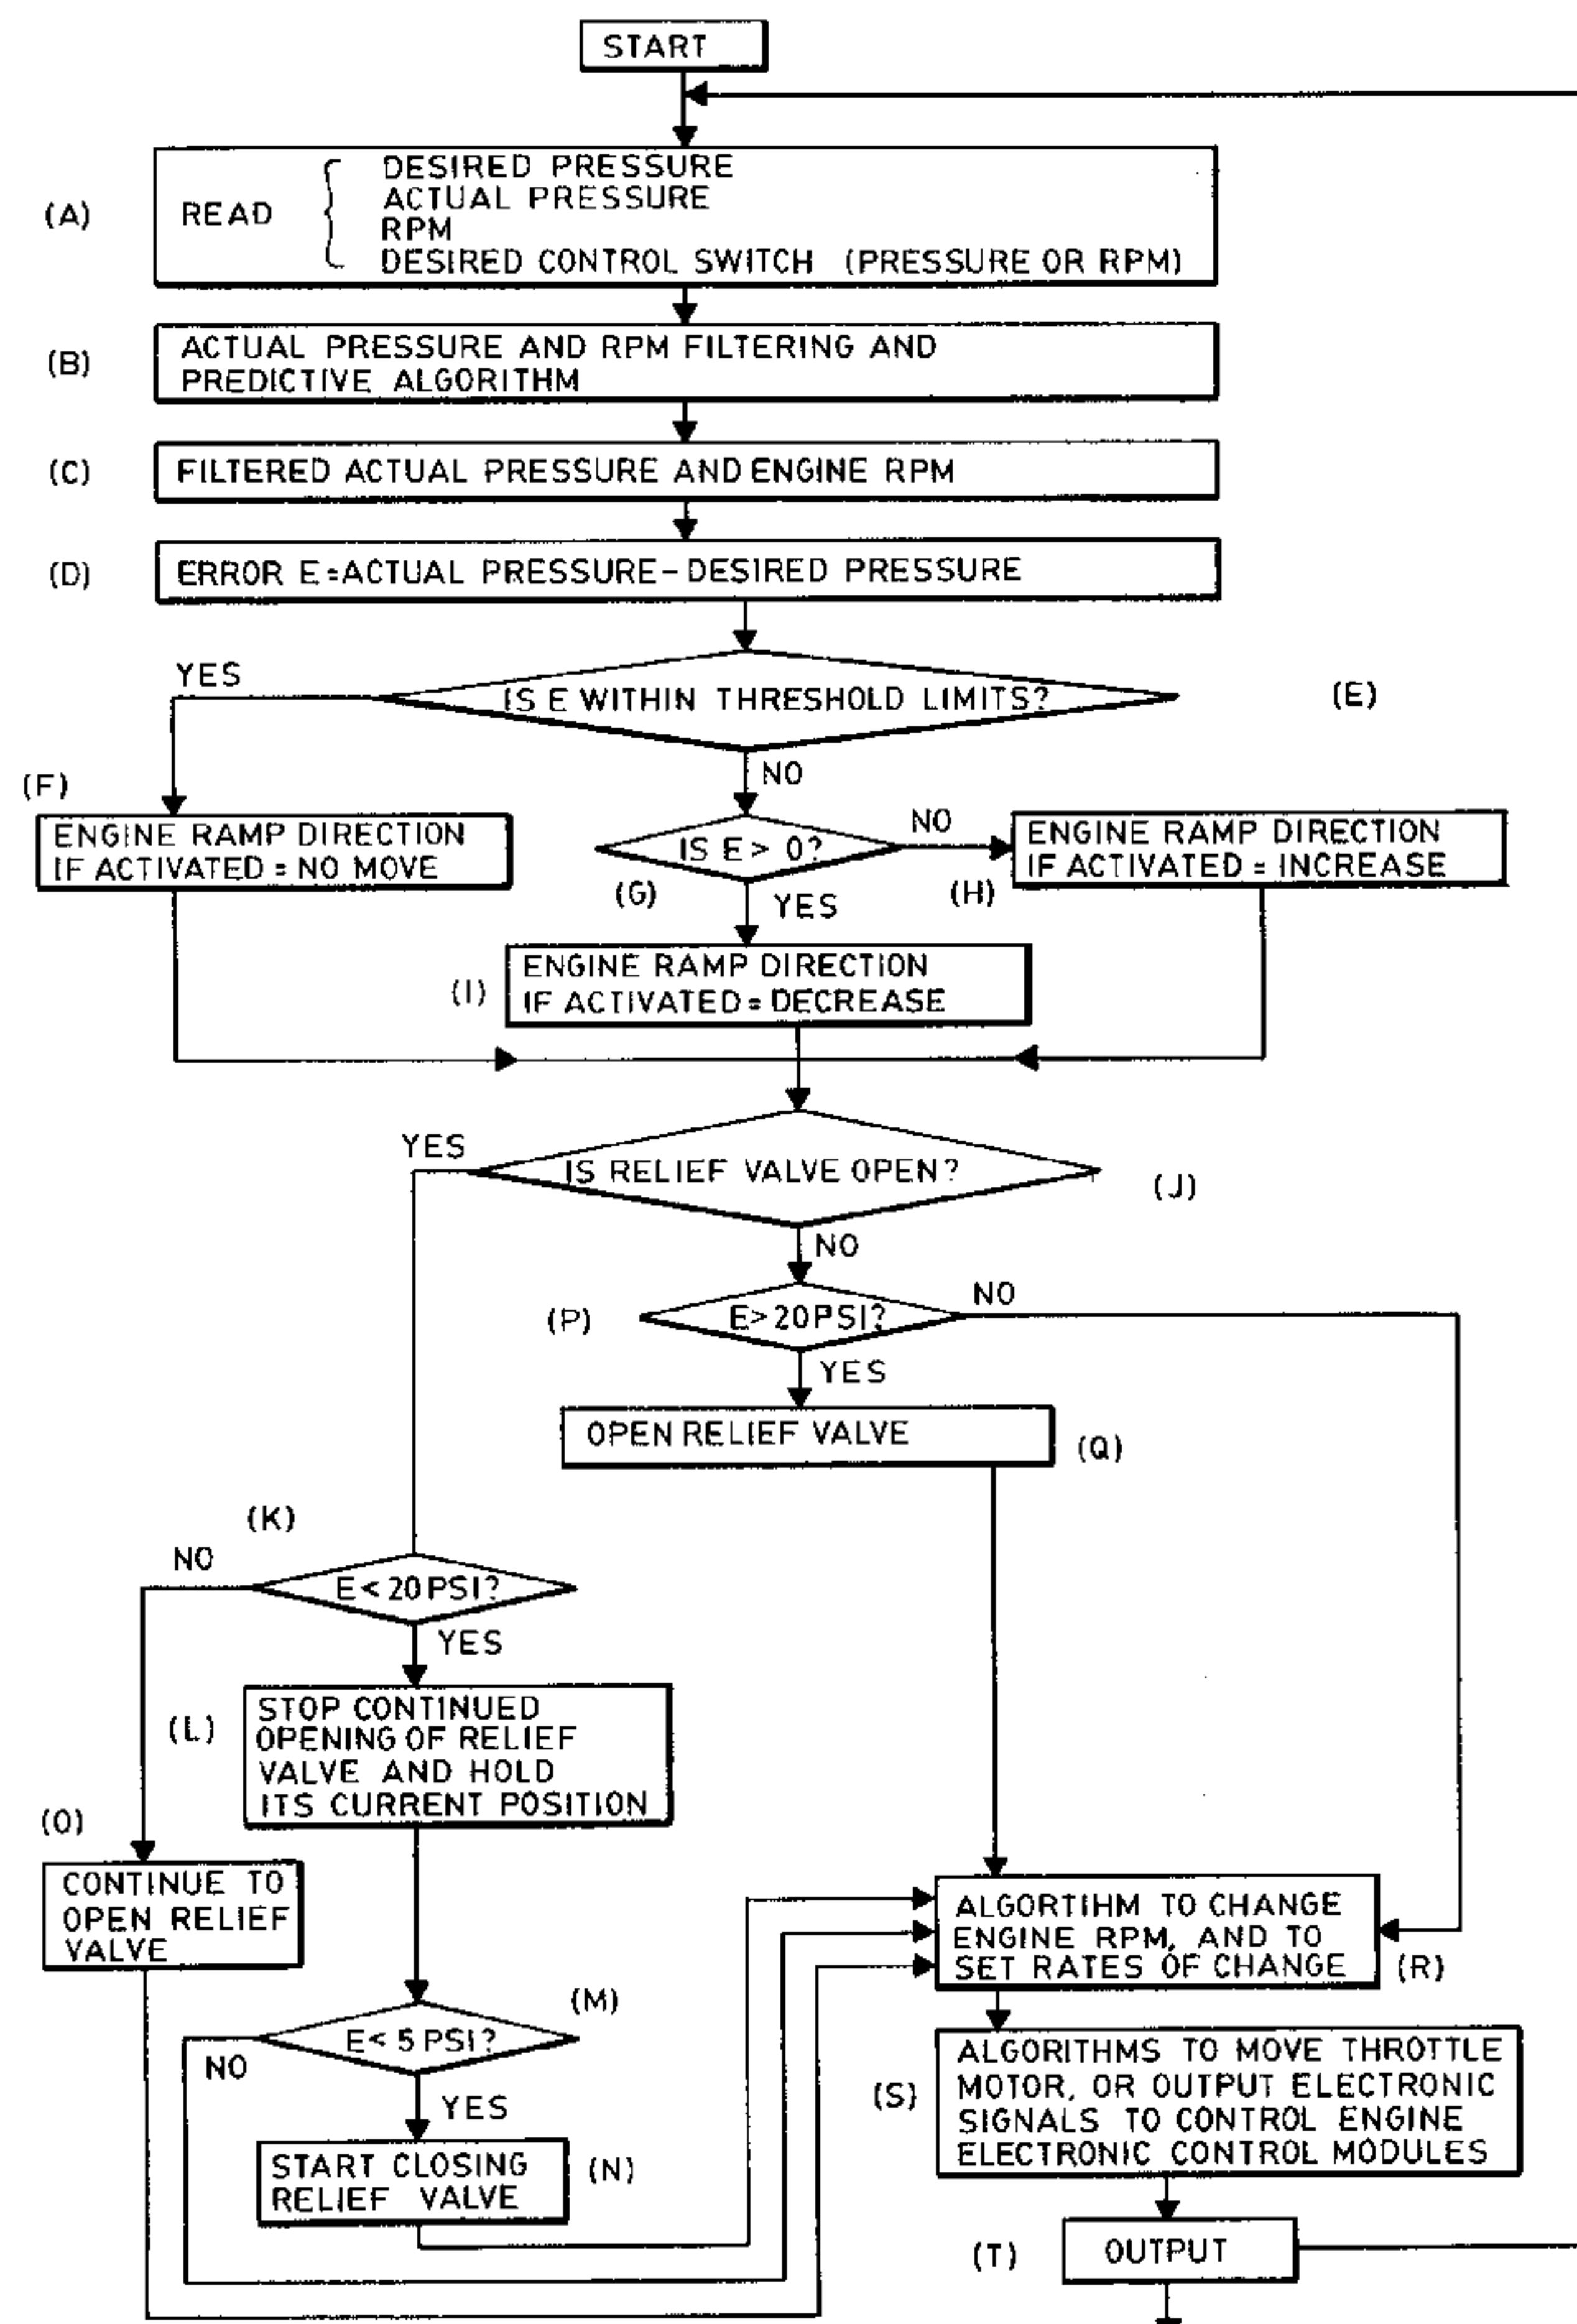 START
(A)
READ
DESIRED PRESSURE
ACTUAL PRESSURE
RPM
DESIRED CONTROL SWITCH (PRESSURE OR RPM)
(B)
ACTUAL PRESSURE AND RPM FILTERING AND
PREDICTIVE ALGORITHM
(C)
FILTERED ACTUAL PRESSURE AND ENGINE RPM
(D)
ERROR E=ACTUAL PRESSURE-DESIRED PRESSURE
YES
IS E WITHIN THRESHOLD LIMITS?
(E)
NO
(F)
ENGINE RAMP DIRECTION
IF ACTIVATED = NO MOVE
IS E > 0?
NO
(G)
YES
(H)
ENGINE RAMP DIRECTION
IF ACTIVATED = INCREASE
(I)
ENGINE RAMP DIRECTION
IF ACTIVATED = DECREASE
YES
IS RELIEF VALVE OPEN?
(J)
NO
(P)
E> 20 PSI?
NO
YES
OPEN RELIEF VALVE
(Q)
(K)
NO
E < 20 PSI?
YES
(L)
STOP CONTINUED
OPENING OF RELIEF
VALVE AND HOLD
ITS CURRENT POSITION
(O)
CONTINUE TO
OPEN RELIEF
VALVE
(M)
E< 5 PSI?
NO
YES
START CLOSING
RELIEF VALVE
(N)
ALGORTIHM TO CHANGE
ENGINE RPM, AND TO
SET RATES OF CHANGE
(R)
(S)
ALGORITHMS TO MOVE THROTTLE
MOTOR, OR OUTPUT ELECTRONIC
SIGNALS TO CONTROL ENGINE
ELECTRONIC CONTROL MODULES
(T)
OUTPUT